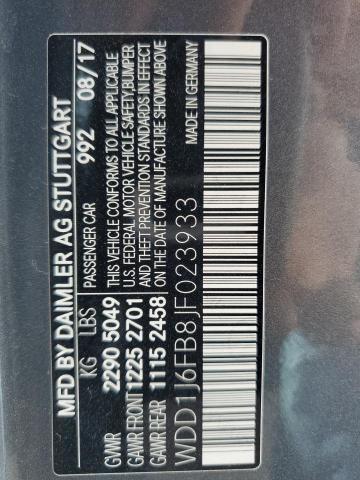 MFD BY DAIMLER AG STUTTGART
KG LBS PASSENGER CAR 992 08/17
GVWR 2290 5049 THIS VEHICLE CONFORMS TO ALL APPLICABLE
GAWR FRONT 1225 2701 U.S. FEDERAL MOTOR VEHICLE SAFETY,BUMPER
GAWR REAR 1115 2458 AND THEFT PREVENTION STANDARDS IN EFFECT
ON THE DATE OF MANUFACTURE SHOWN ABOVE
WDD1J6FB8JF023933 MADE IN GERMANY